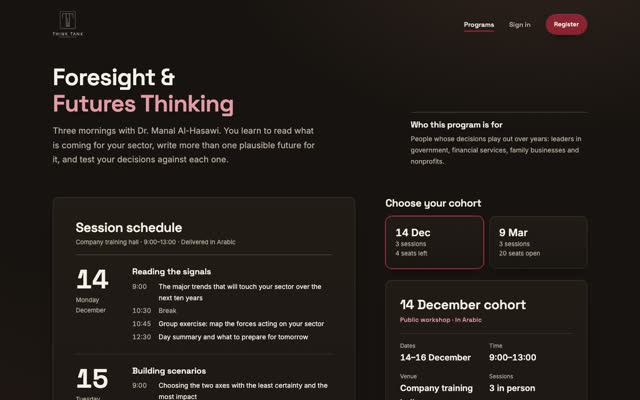 THINK TANK
Programs
Sign in
Register
Foresight &
Futures Thinking
Three mornings with Dr. Manal Al-Hasawi. You learn to read what
is coming for your sector, write more than one plausible future for
it, and test your decisions against each one.
Who this program is for
People whose decisions play out over years: leaders in
government, financial services, family businesses and
nonprofits.
Session schedule
Company training hall · 9:00–13:00 · Delivered in Arabic
14
Monday
December
Reading the signals
9:00 The major trends that will touch your sector over the
next ten years
10:30 Break
10:45 Group exercise: map the forces acting on your sector
12:30 Day summary and what to prepare for tomorrow
15
Tuesday
Building scenarios
9:00 Choosing the two axes with the least certainty and the
most impact
Choose your cohort
14 Dec
3 sessions
4 seats left
9 Mar
3 sessions
20 seats open
14 December cohort
Public workshop · In Arabic
Dates
14–16 December
Time
9:00–13:00
Venue
Company training
Sessions
3 in person